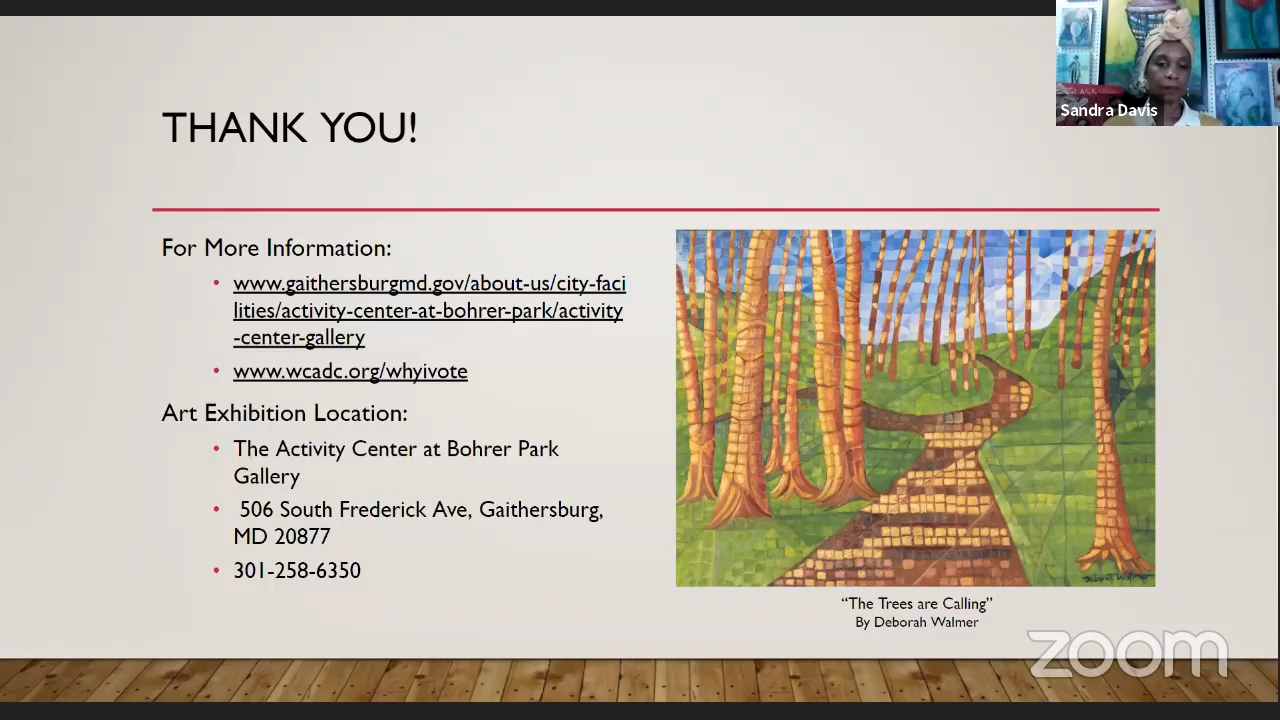 THANK YOU!
Sandra Davis
For More Information:
• www.gaithersburgmd.gov/about-us/city-faci
lities/activity-center-at-bohrer-park/activity
-center-gallery
• www.wcadc.org/whyivote
Art Exhibition Location:
• The Activity Center at Bohrer Park
Gallery
• 506 South Frederick Ave, Gaithersburg,
MD 20877
• 301-258-6350
Deborah Walmer
“The Trees are Calling”
By Deborah Walmer
zoom